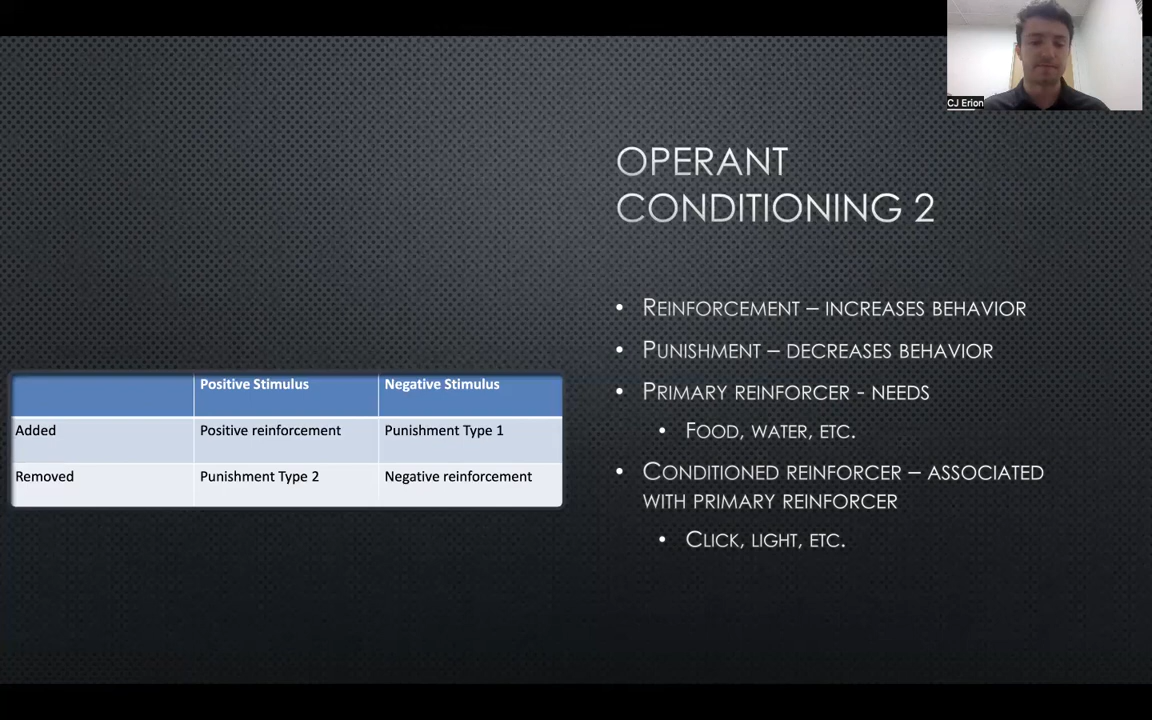 CJ Erion
OPERANT
CONDITIONING 2
REINFORCEMENT – INCREASES BEHAVIOR
PUNISHMENT – DECREASES BEHAVIOR
PRIMARY REINFORCER - NEEDS
FOOD, WATER, ETC.
CONDITIONED REINFORCER – ASSOCIATED
WITH PRIMARY REINFORCER
CLICK, LIGHT, ETC.
Positive Stimulus Negative Stimulus
Added Positive reinforcement Punishment Type 1
Removed Punishment Type 2 Negative reinforcement